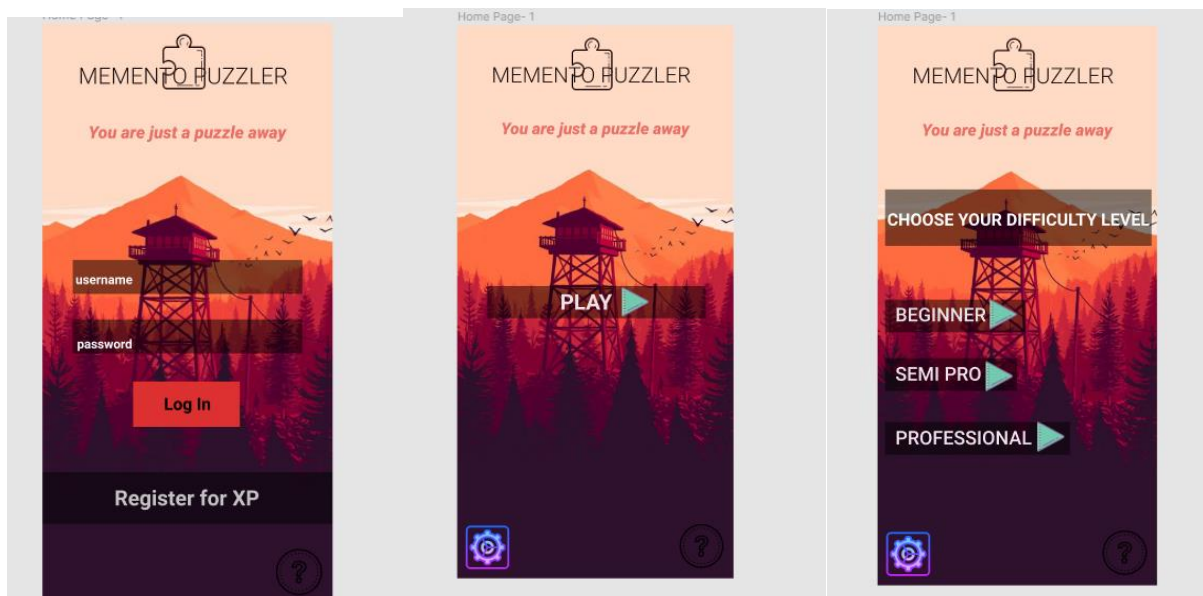 Home Page- 1
MEMENTO PUZZLER
You are just a puzzle away
username
password
Log In
Register for XP
?
Home Page- 1
MEMENTO PUZZLER
You are just a puzzle away
PLAY
?
Home Page- 1
MEMENTO PUZZLER
You are just a puzzle away
CHOOSE YOUR DIFFICULTY LEVEL
BEGINNER
SEMI PRO
PROFESSIONAL
?